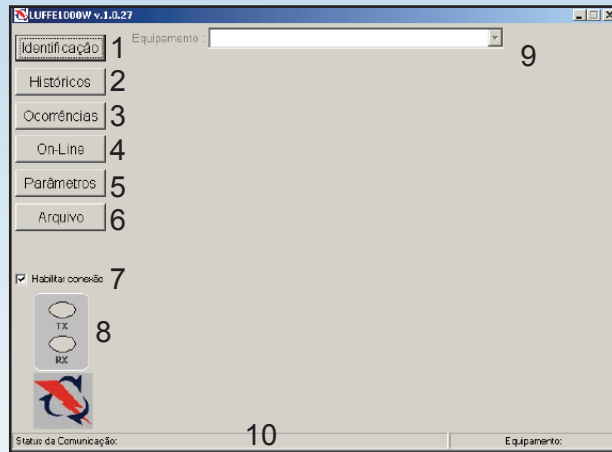 LUFFE1000W v.1.0.27
Equipamento :
9
Identificação 1
Históricos 2
Ocorrências 3
On-Line 4
Parâmetros 5
Arquivo 6
Habilitar conexão 7
TX
8
RX
10
Status da Comunicação: Equipamento: